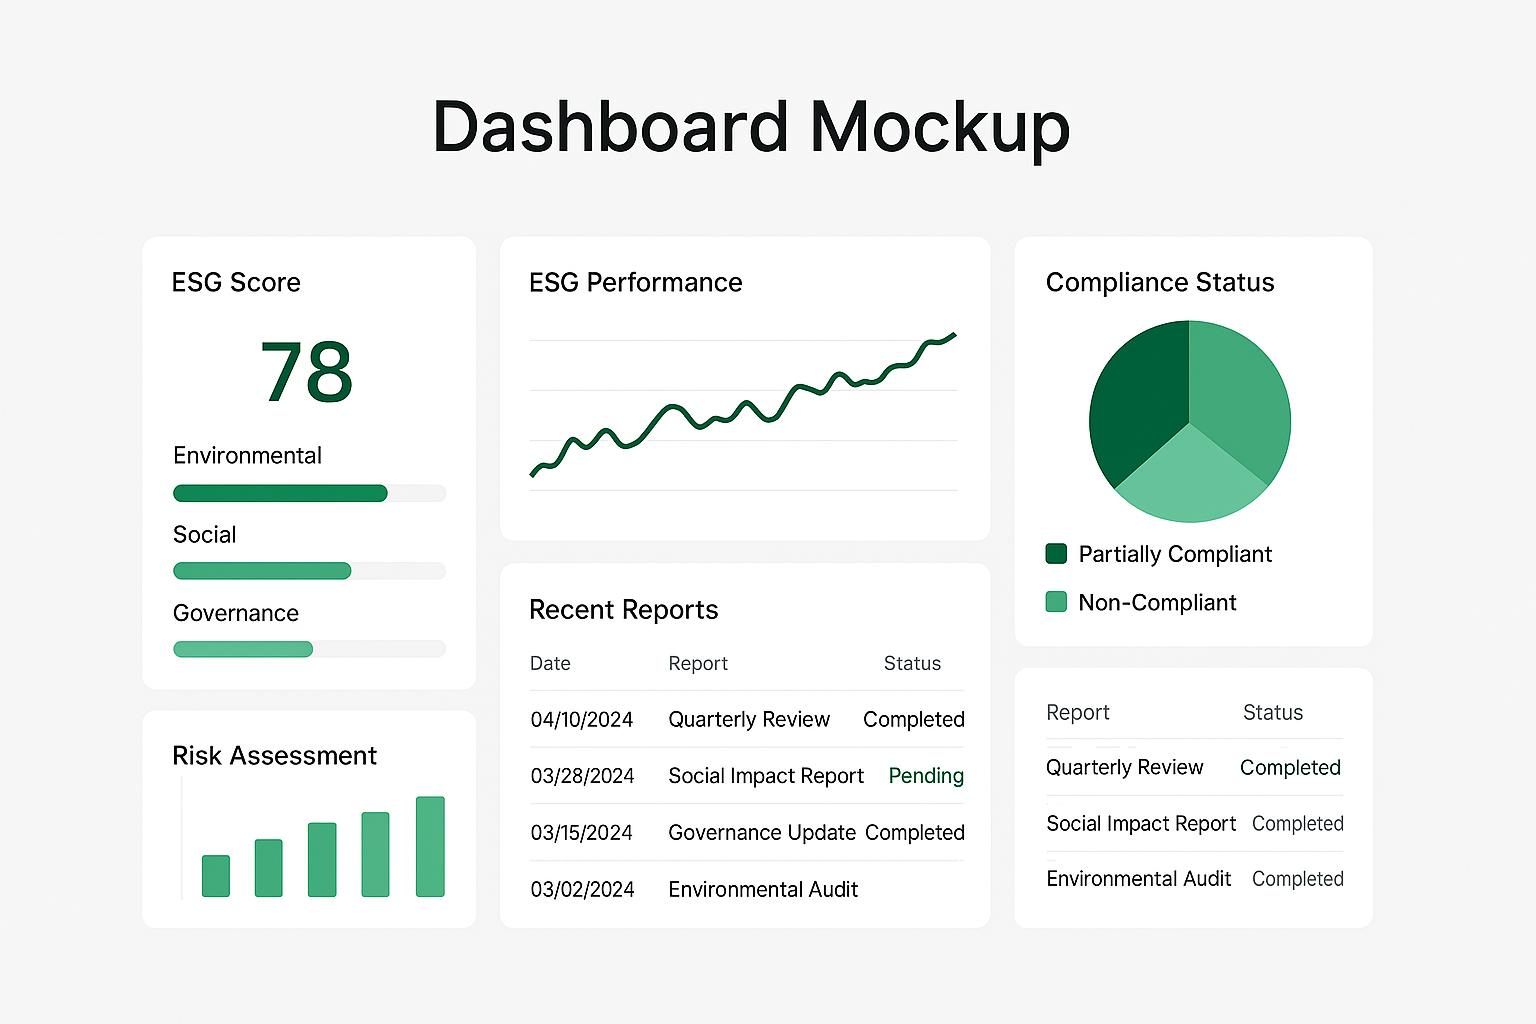 Dashboard Mockup
ESG Score
78
Environmental
Social
Governance
Risk Assessment
ESG Performance
Recent Reports
Date Report Status
04/10/2024 Quarterly Review Completed
03/28/2024 Social Impact Report Pending
03/15/2024 Governance Update Completed
03/02/2024 Environmental Audit
Compliance Status
Partially Compliant
Non-Compliant
Report Status
Quarterly Review Completed
Social Impact Report Completed
Environmental Audit Completed